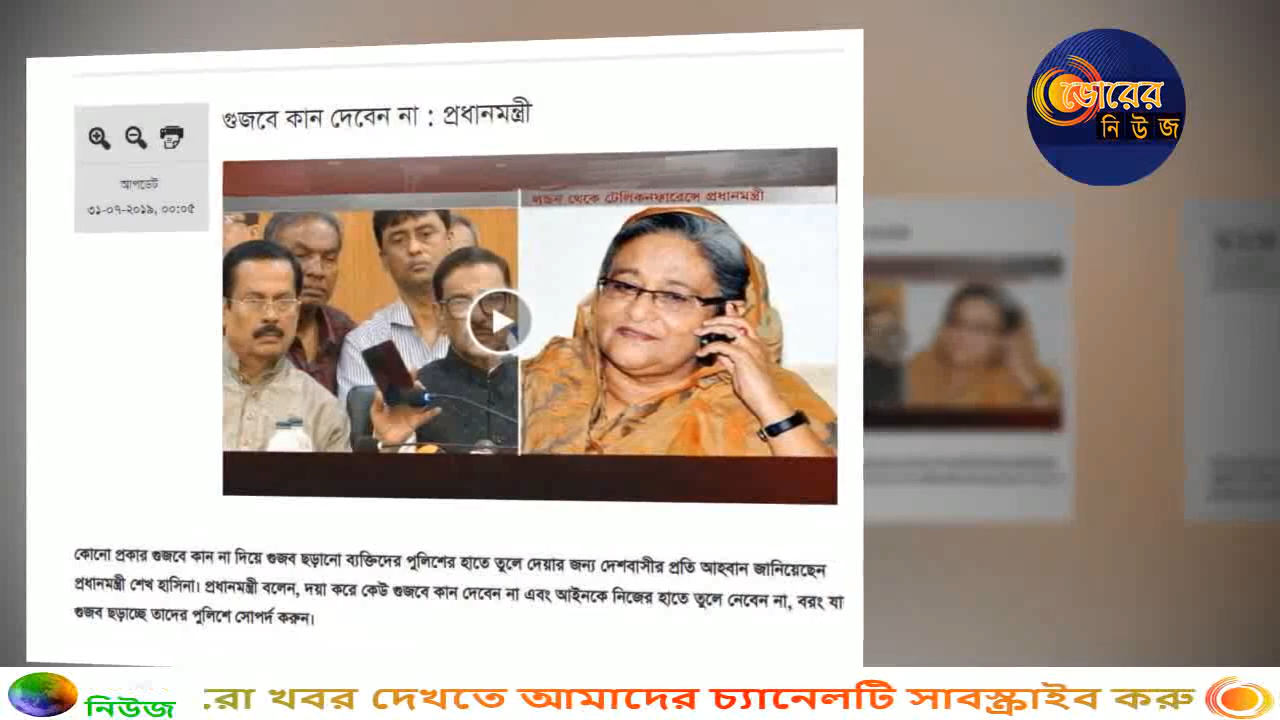 গুজবে কান দেবেন না : প্রধানমন্ত্রী
আপডেট
৩১-০৭-২০১৯, ০০:০৫
লন্ডন থেকে টেলিকনফারেন্সে প্রধানমন্ত্রী
ভোরের
নিউজ
কোনো প্রকার গুজবে কান না দিয়ে গুজব ছড়ানো ব্যক্তিদের পুলিশের হাতে তুলে দেয়ার জন্য দেশবাসীর প্রতি আহবান জানিয়েছেন
প্রধানমন্ত্রী শেখ হাসিনা। প্রধানমন্ত্রী বলেন, দয়া করে কেউ গুজবে কান দেবেন না এবং আইনকে নিজের হাতে তুলে নেবেন না, বরং যা
গুজব ছড়াচ্ছে তাদের পুলিশে সোপর্দ করুন।
নিউজ
রা খবর দেখতে আমাদের চ্যানেলটি সাবস্ক্রাইব করু